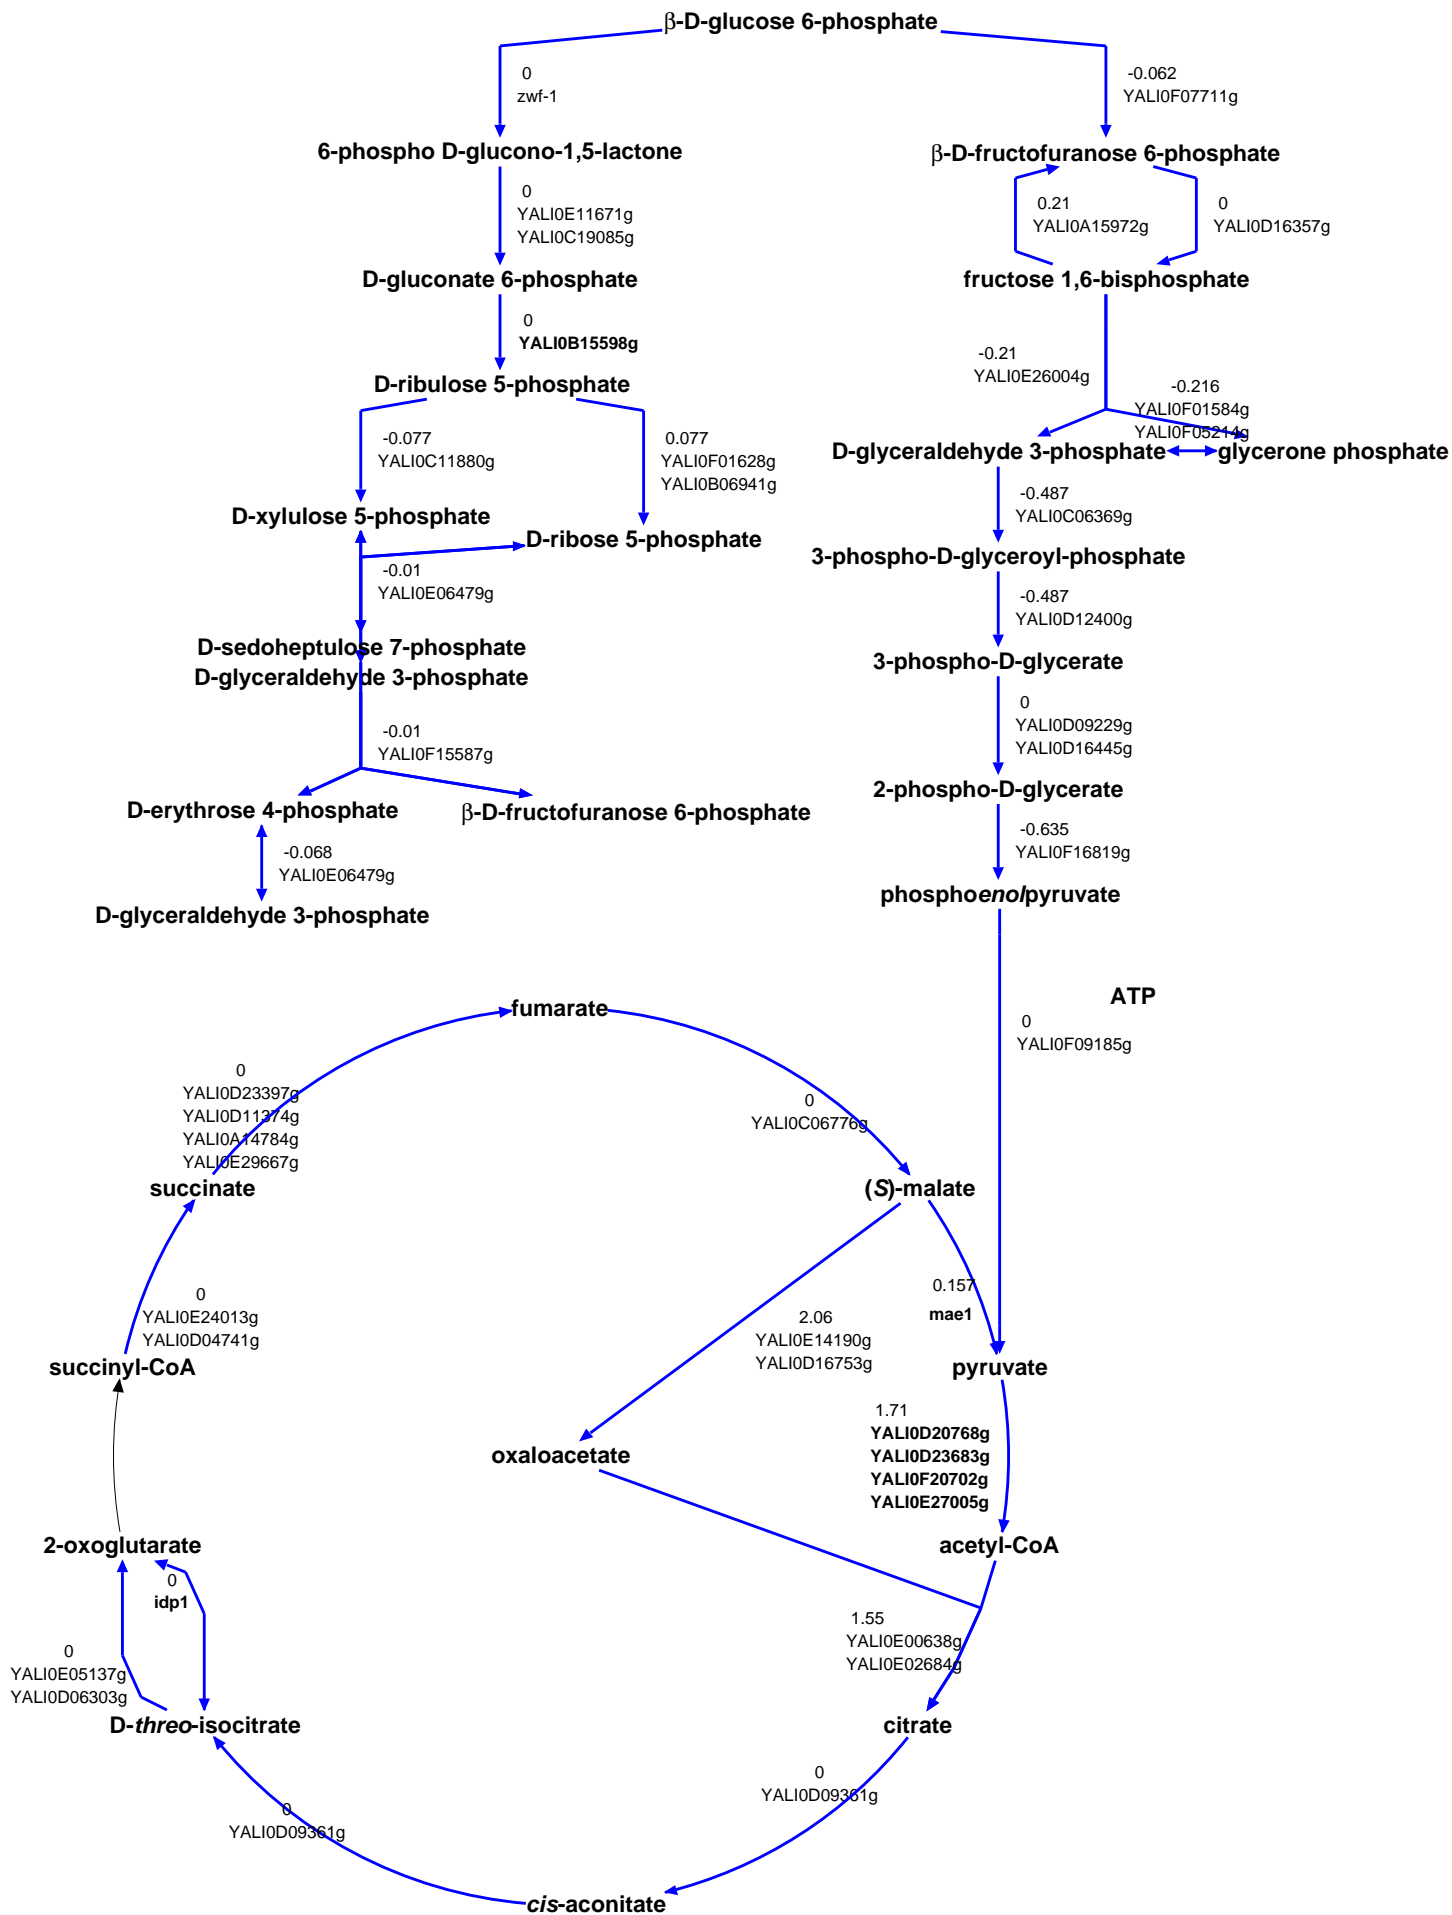 β-D-glucose 6-phosphate
0
zwf-1
-0.062
YALI0F07711g
6-phospho D-glucono-1,5-lactone
β-D-fructofuranose 6-phosphate
0
YALI0E11671g
YALI0C19085g
0.21
YALI0A15972g
0
YALI0D16357g
D-gluconate 6-phosphate
fructose 1,6-bisphosphate
0
YALI0B15598g
-0.21
YALI0E26004g
D-ribulose 5-phosphate
-0.216
YALI0F01584g
YALI0F05214g
-0.077
YALI0C11880g
0.077
YALI0F01628g
YALI0B06941g
D-glyceraldehyde 3-phosphate
glycerone phosphate
-0.487
YALI0C06369g
D-xylulose 5-phosphate
D-ribose 5-phosphate
3-phospho-D-glyceroyl-phosphate
-0.01
YALI0E06479g
-0.487
YALI0D12400g
D-sedoheptulose 7-phosphate
D-glyceraldehyde 3-phosphate
3-phospho-D-glycerate
-0.01
YALI0F15587g
0
YALI0D09229g
YALI0D16445g
2-phospho-D-glycerate
D-erythrose 4-phosphate
β-D-fructofuranose 6-phosphate
-0.068
YALI0E06479g
-0.635
YALI0F16819g
D-glyceraldehyde 3-phosphate
phosphoenolpyruvate
ATP
fumarate
0
YALI0F09185g
0
YALI0D23397g
YALI0D11374g
YALI0A14784g
YALI0E29667g
0
YALI0C06776g
succinate
(S)-malate
0
YALI0E24013g
YALI0D04741g
2.06
YALI0E14190g
YALI0D16753g
0.157
mae1
succinyl-CoA
pyruvate
1.71
YALI0D20768g
YALI0D23683g
YALI0F20702g
YALI0E27005g
oxaloacetate
2-oxoglutarate
acetyl-CoA
0
idp1
0
YALI0E05137g
YALI0D06303g
1.55
YALI0E00638g
YALI0E02684g
D-threo-isocitrate
citrate
0
YALI0D09361g
0
YALI0D09361g
cis-aconitate